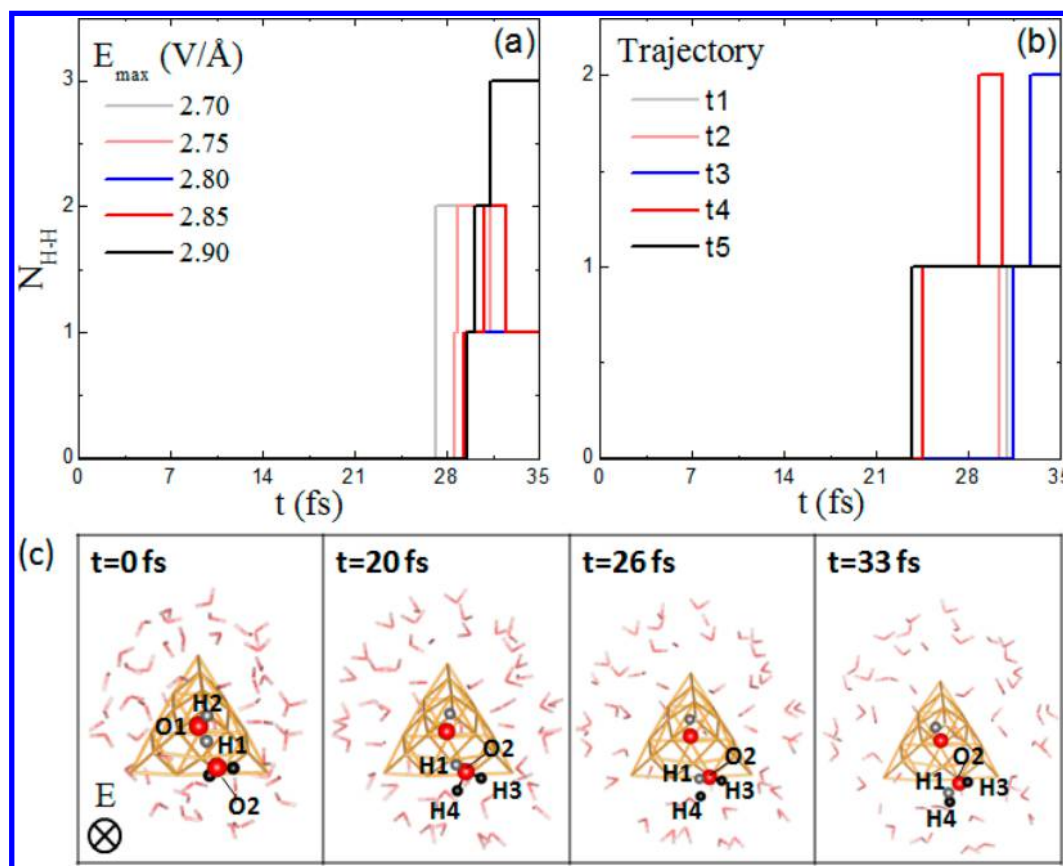 (a)
E_max (V/Å)
2.70
2.75
2.80
2.85
2.90
N_H-H
3
2
1
0
0 7 14 21 28 35
t (fs)
(b)
Trajectory
t1
t2
t3
t4
t5
2
1
0
0 7 14 21 28 35
t (fs)
(c)
t=0 fs
H2
O1
H1
O2
E
t=20 fs
O2
H1
H3
H4
t=26 fs
O2
H1
H3
H4
t=33 fs
O2
H1
H3
H4